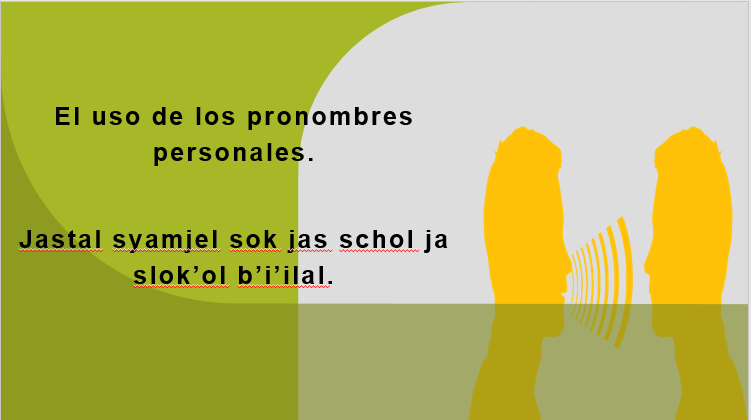 El uso de los pronombres
personales.
Jastal syamjel sok jas schol ja
slok’ol b’i’ilal.